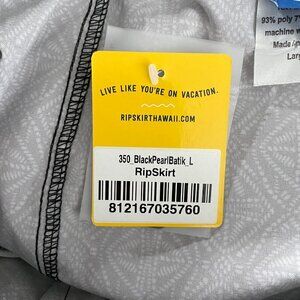 LIVE LIKE YOU'RE ON VACATION.
RIPSKIRTHAWAII.COM
350_BlackPearlBatik_L
RipSkirt
812167035760
93% poly 7%
machine w
Made
Larg